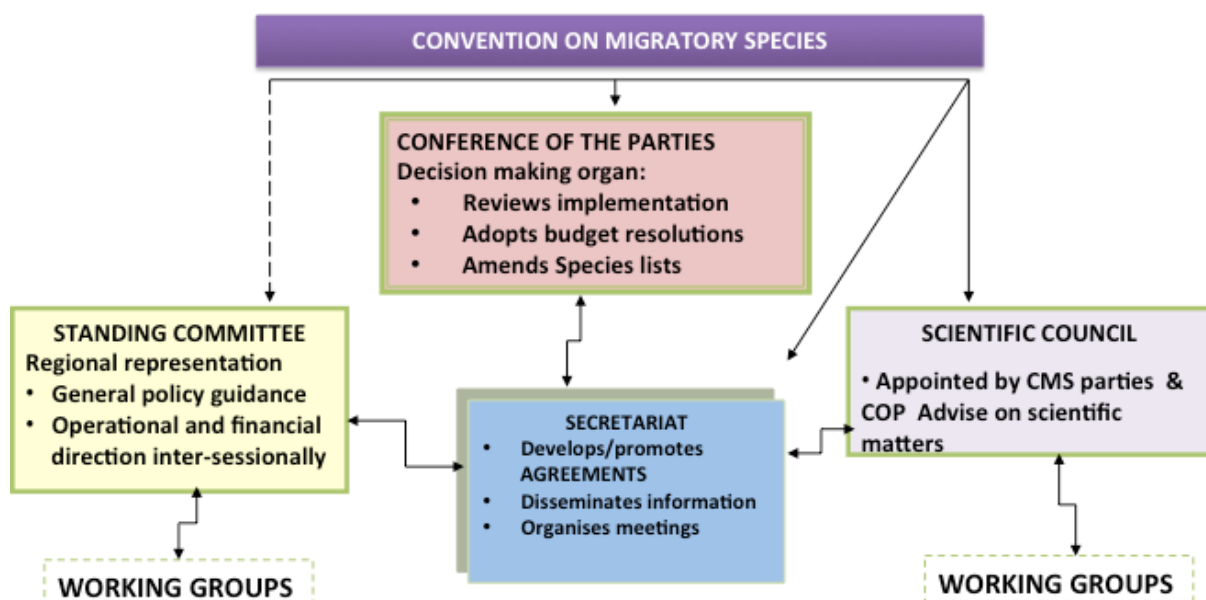 CONVENTION ON MIGRATORY SPECIES
CONFERENCE OF THE PARTIES
Decision making organ:
• Reviews implementation
• Adopts budget resolutions
• Amends Species lists
STANDING COMMITTEE
Regional representation
• General policy guidance
• Operational and financial
direction inter-sessionally
SECRETARIAT
• Develops/promotes
AGREEMENTS
• Disseminates information
• Organises meetings
SCIENTIFIC COUNCIL
• Appointed by CMS parties &
COP Advise on scientific
matters
WORKING GROUPS
WORKING GROUPS